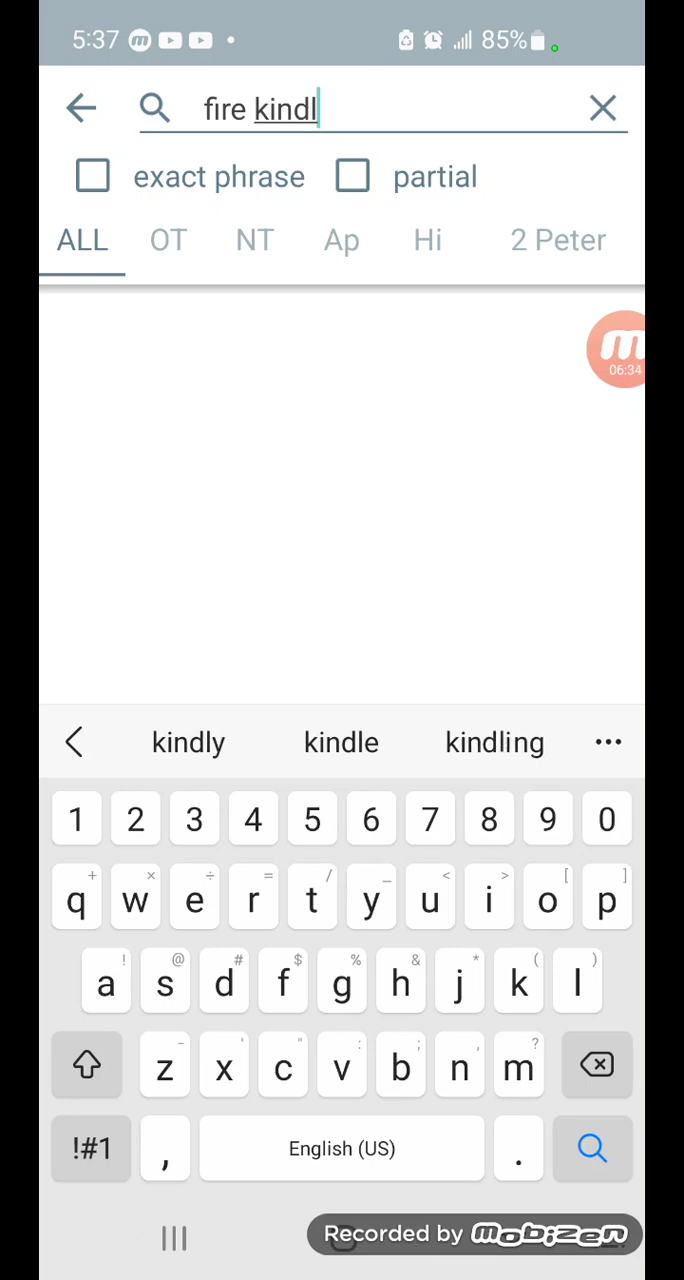 5:37 85%
fire kindl
exact phrase partial
ALL OT NT Ap Hi 2 Peter
m
06:34
kindly kindle kindling
1 2 3 4 5 6 7 8 9 0
+ × ÷ = / _ < > [ ]
q w e r t y u i o p
! @ # $ % & * ( )
a s d f g h j k l
- ' " : ; , ?
z x c v b n m
!#1 , English (US) .
Recorded by mobizen